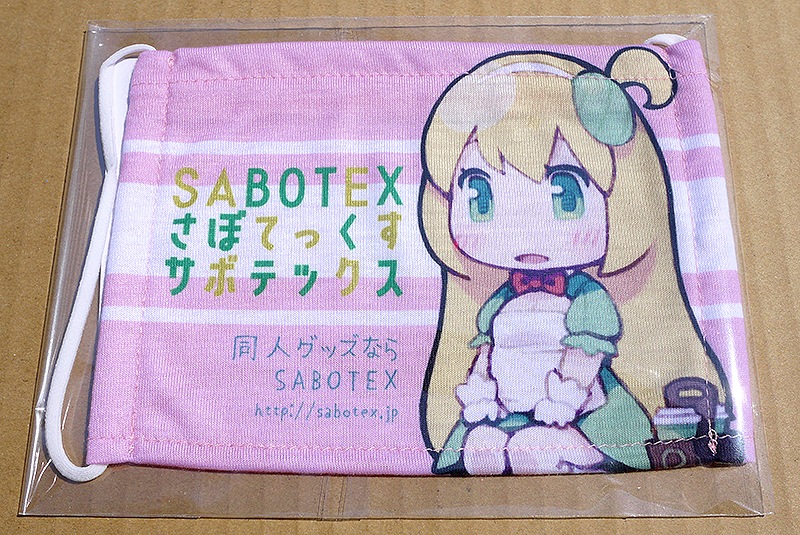 SABOTEX
さぼてっくす
サボテックス
同人グッズなら
SABOTEX
http://sabotex.jp